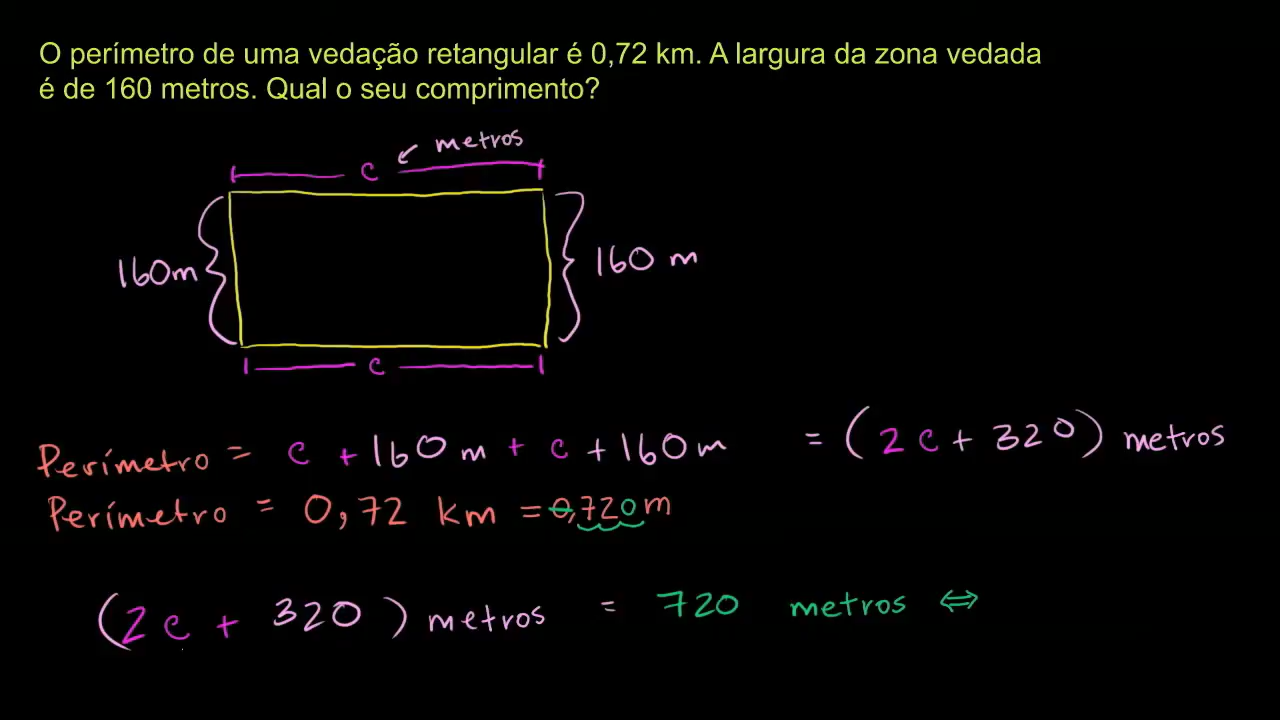 O perímetro de uma vedação retangular é 0,72 km. A largura da zona vedada
é de 160 metros. Qual o seu comprimento?
metros
c
160m
160 m
c
Perímetro = c + 160 m + c + 160 m = (2c + 320) metros
Perímetro = 0,72 km = 0,720 m
(2c + 320) metros = 720 metros ⇔